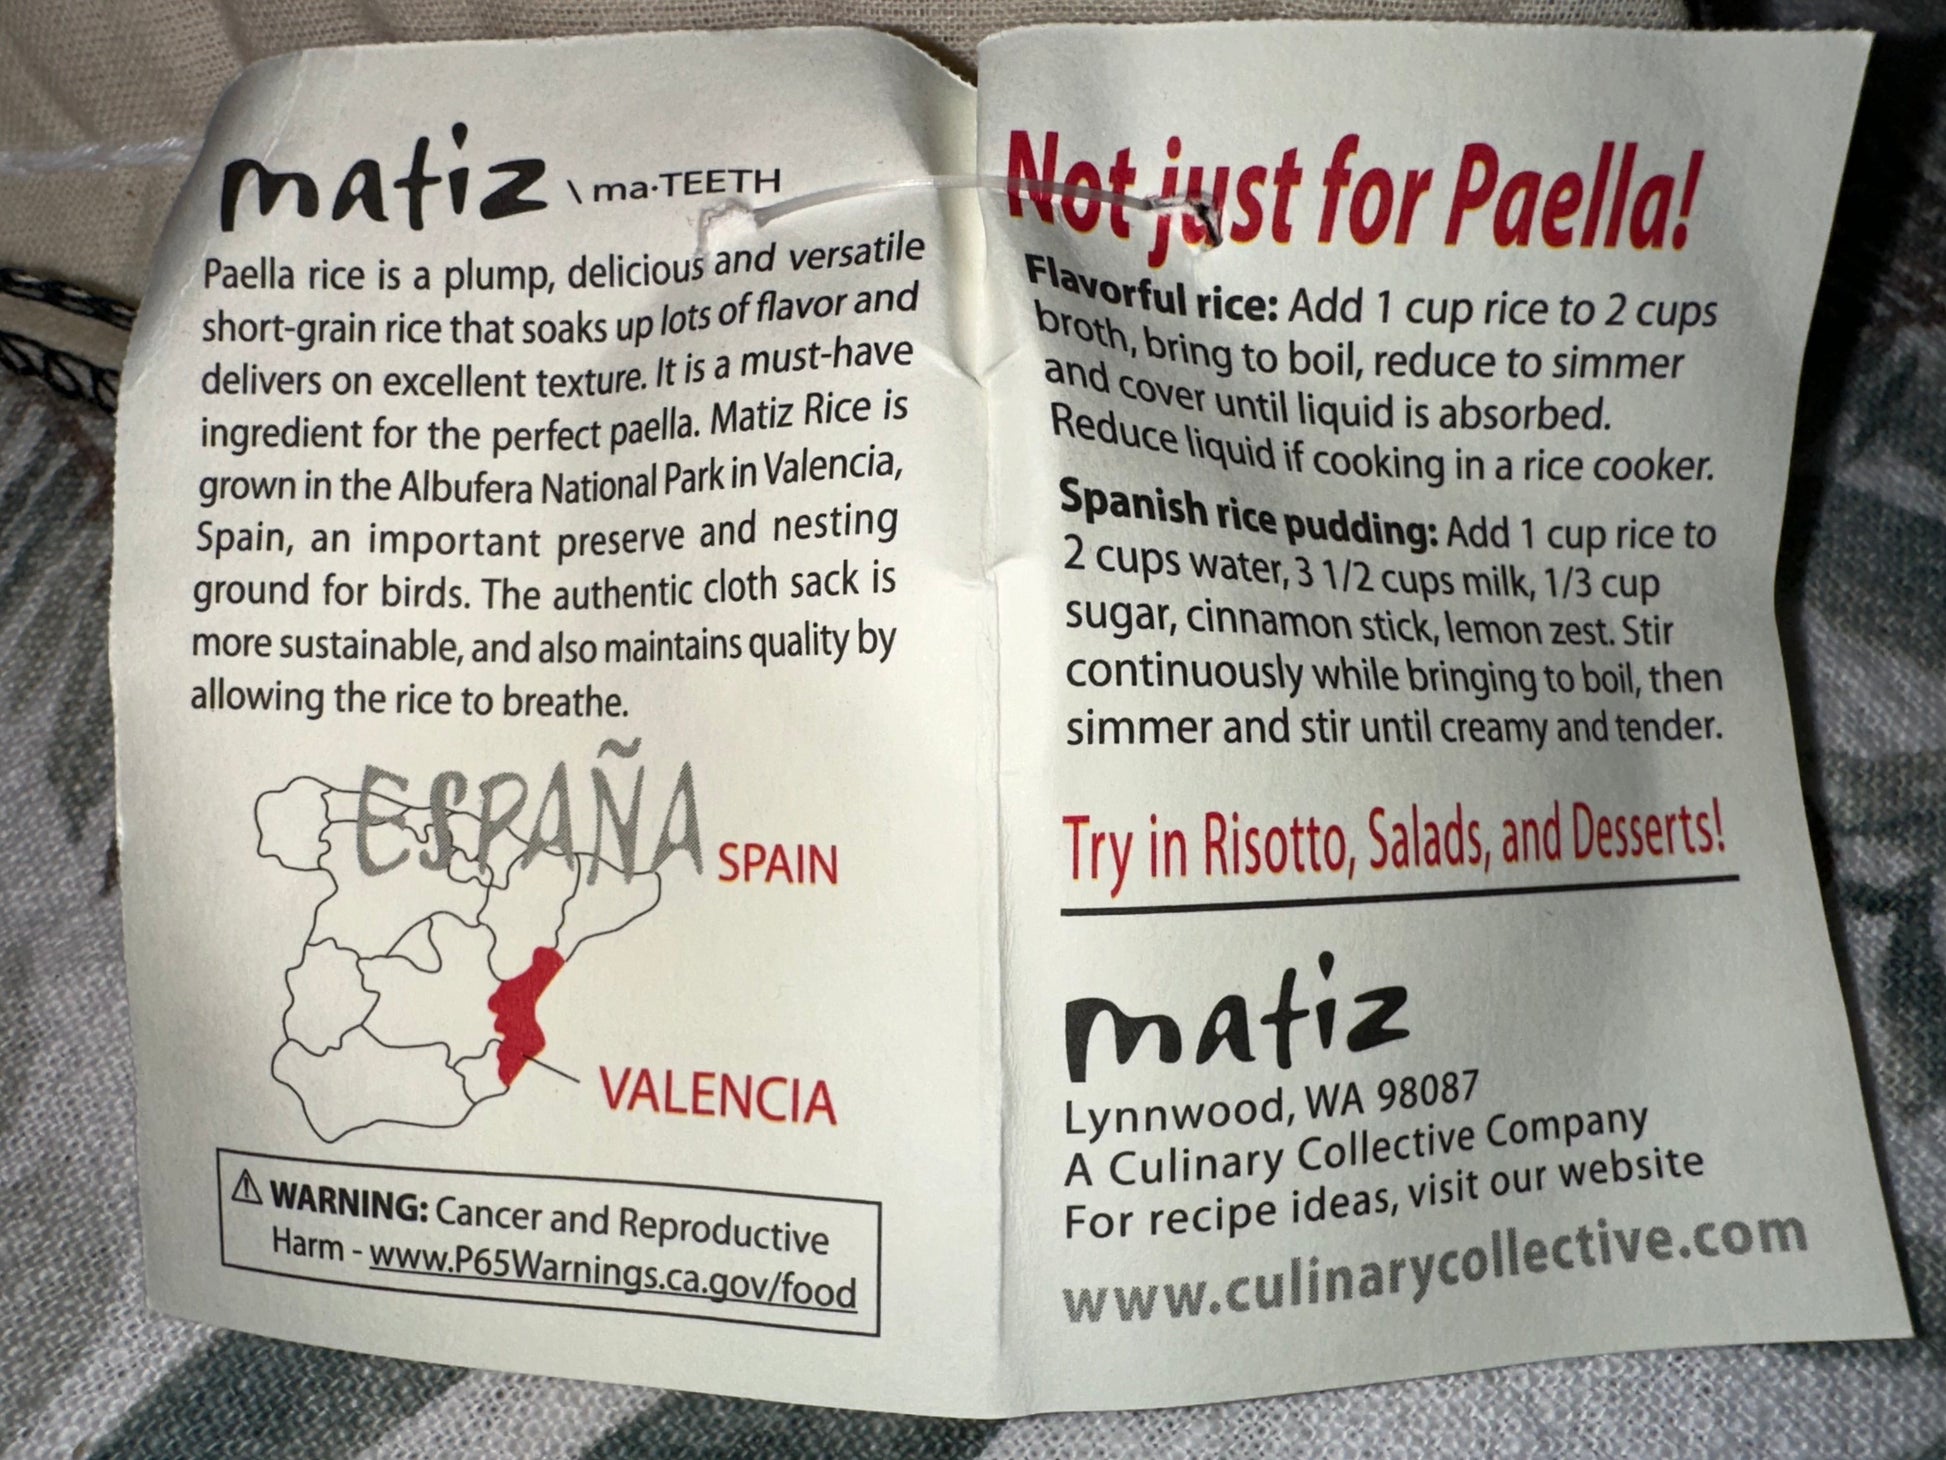 matiz \ ma·TEETH
Paella rice is a plump, delicious and versatile
short-grain rice that soaks up lots of flavor and
delivers on excellent texture. It is a must-have
ingredient for the perfect paella. Matiz Rice is
grown in the Albufera National Park in Valencia,
Spain, an important preserve and nesting
ground for birds. The authentic cloth sack is
more sustainable, and also maintains quality by
allowing the rice to breathe.
ESPAÑA
SPAIN
VALENCIA
⚠ WARNING: Cancer and Reproductive
Harm - www.P65Warnings.ca.gov/food
Not just for Paella!
Flavorful rice: Add 1 cup rice to 2 cups
broth, bring to boil, reduce to simmer
and cover until liquid is absorbed.
Reduce liquid if cooking in a rice cooker.
Spanish rice pudding: Add 1 cup rice to
2 cups water, 3 1/2 cups milk, 1/3 cup
sugar, cinnamon stick, lemon zest. Stir
continuously while bringing to boil, then
simmer and stir until creamy and tender.
Try in Risotto, Salads, and Desserts!
matiz
Lynnwood, WA 98087
A Culinary Collective Company
For recipe ideas, visit our website
www.culinarycollective.com